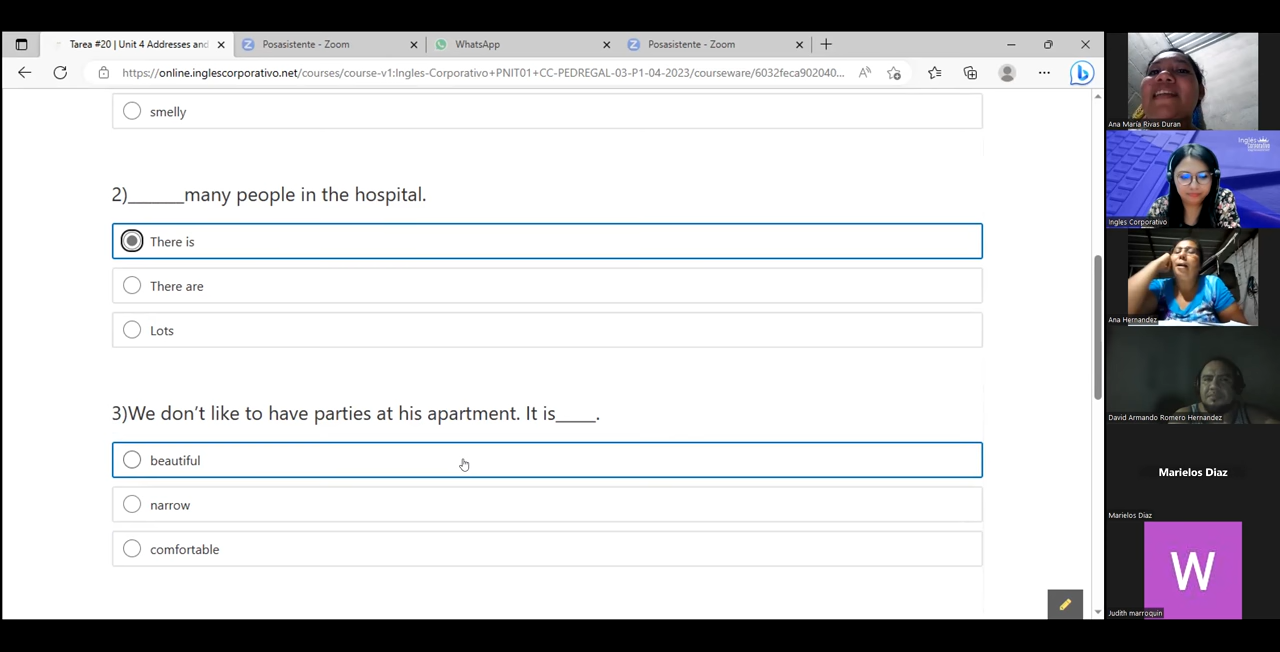 Tarea #20 | Unit 4 Addresses and
Posasistente - Zoom
WhatsApp
Posasistente - Zoom
https://online.inglescorporativo.net/courses/course-v1:Ingles-Corporativo+PNIT01+CC-PEDREGAL-03-P1-04-2023/courseware/6032feca902040...
smelly
2)______many people in the hospital.
There is
There are
Lots
3)We don't like to have parties at his apartment. It is_____.
beautiful
narrow
comfortable
Ana María Rivas Duran
Inglés
Corporativo
Ingles Corporativo
Ana Hernandez
David Armando Romero Hernandez
Marielos Diaz
Marielos Diaz
W
Judith marroquin